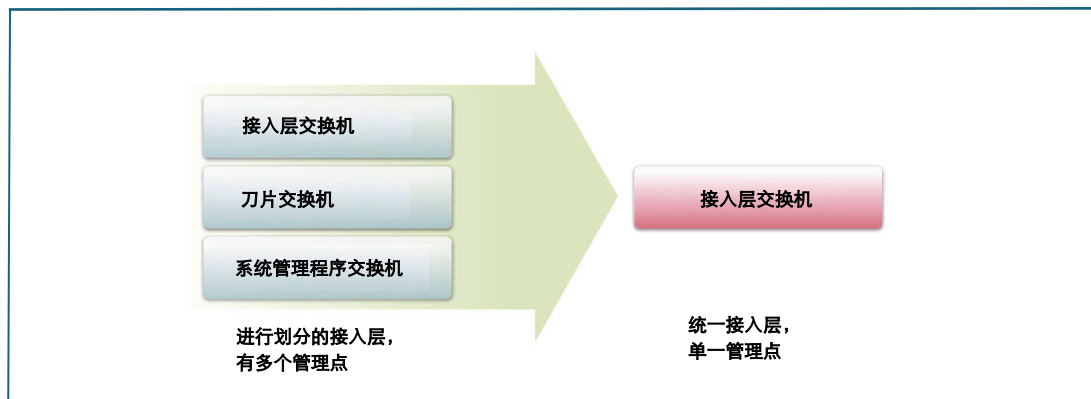 接入层交换机
刀片交换机
系统管理程序交换机
进行划分的接入层，
有多个管理点
接入层交换机
统一接入层，
单一管理点